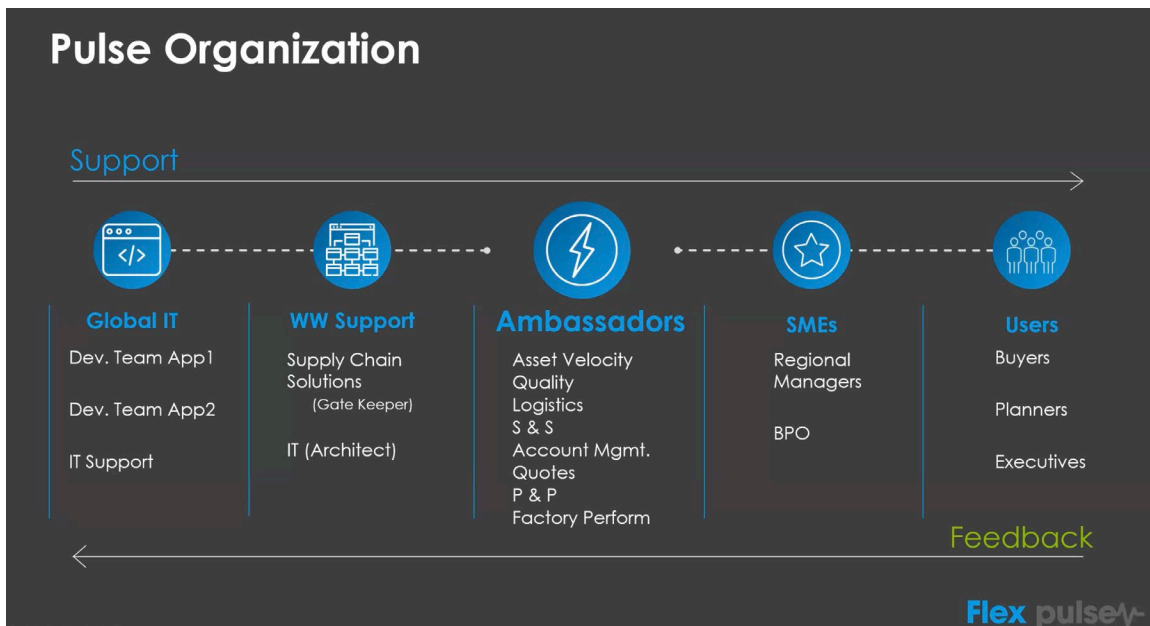 Pulse Organization
Support
</>
Global IT
Dev. Team App1
Dev. Team App2
IT Support
WW Support
Supply Chain
Solutions
(Gate Keeper)
IT (Architect)
Ambassadors
Asset Velocity
Quality
Logistics
S & S
Account Mgmt.
Quotes
P & P
Factory Perform
SMEs
Regional
Managers
BPO
Users
Buyers
Planners
Executives
Feedback
Flex pulse